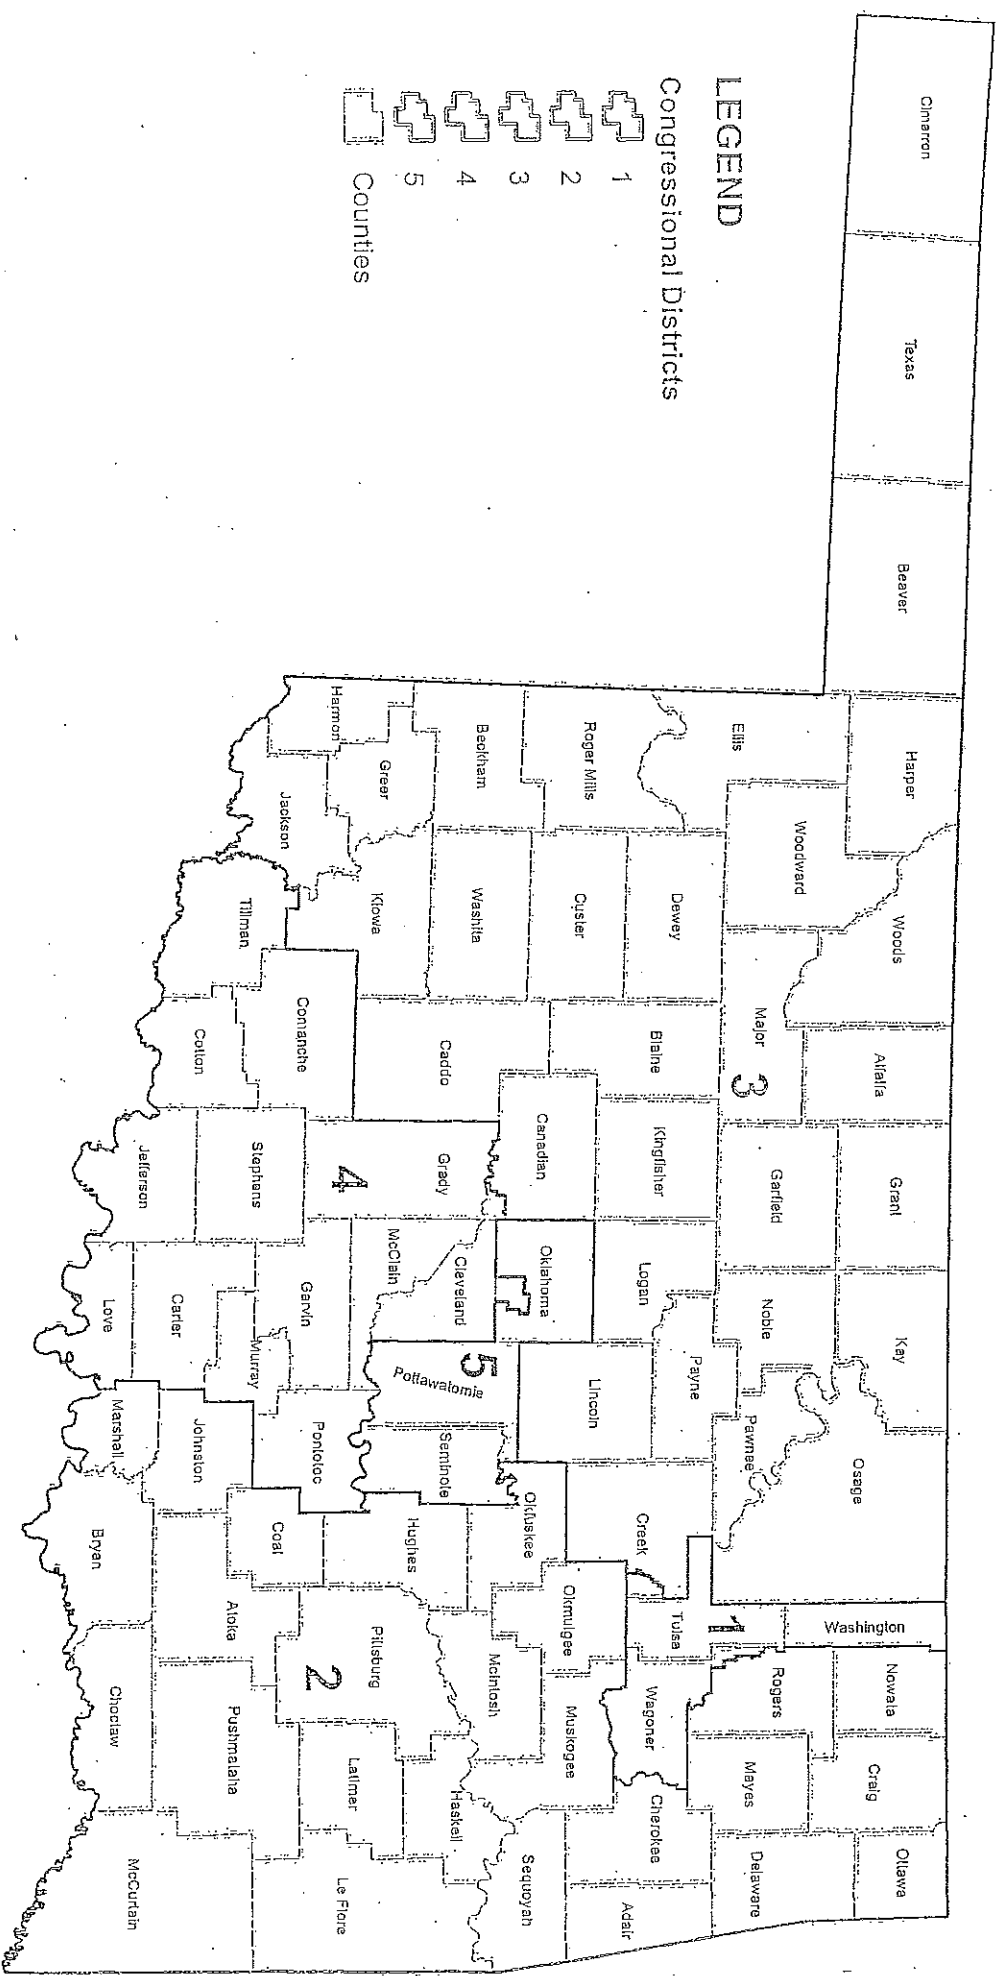 Cimarron
Texas
Beaver
Harper
Woods
Alfalfa
Grant
Kay
Osage
Washington
Nowata
Craig
Ottawa
Ellis
Woodward
Major
3
Garfield
Noble
Pawnee
1
Rogers
Mayes
Delaware
Roger Mills
Dewey
Blaine
Kingfisher
Logan
Payne
Creek
Tulsa
Wagoner
Cherokee
Adair
Beckham
Custer
Washita
Caddo
Canadian
Oklahoma
Lincoln
Okfuskee
Okmulgee
Muskogee
Sequoyah
Harmon
Greer
Kiowa
Grady
4
McClain
Cleveland
5
Pottawatomie
Seminole
Hughes
McIntosh
Haskell
Jackson
Tillman
Comanche
Stephens
Garvin
Murray
Pontotoc
Coal
Pittsburg
2
Latimer
Le Flore
Cotton
Jefferson
Carter
Love
Johnston
Marshall
Atoka
Bryan
Pushmataha
Choctaw
McCurtain
LEGEND
Congressional Districts
1
2
3
4
5
Counties